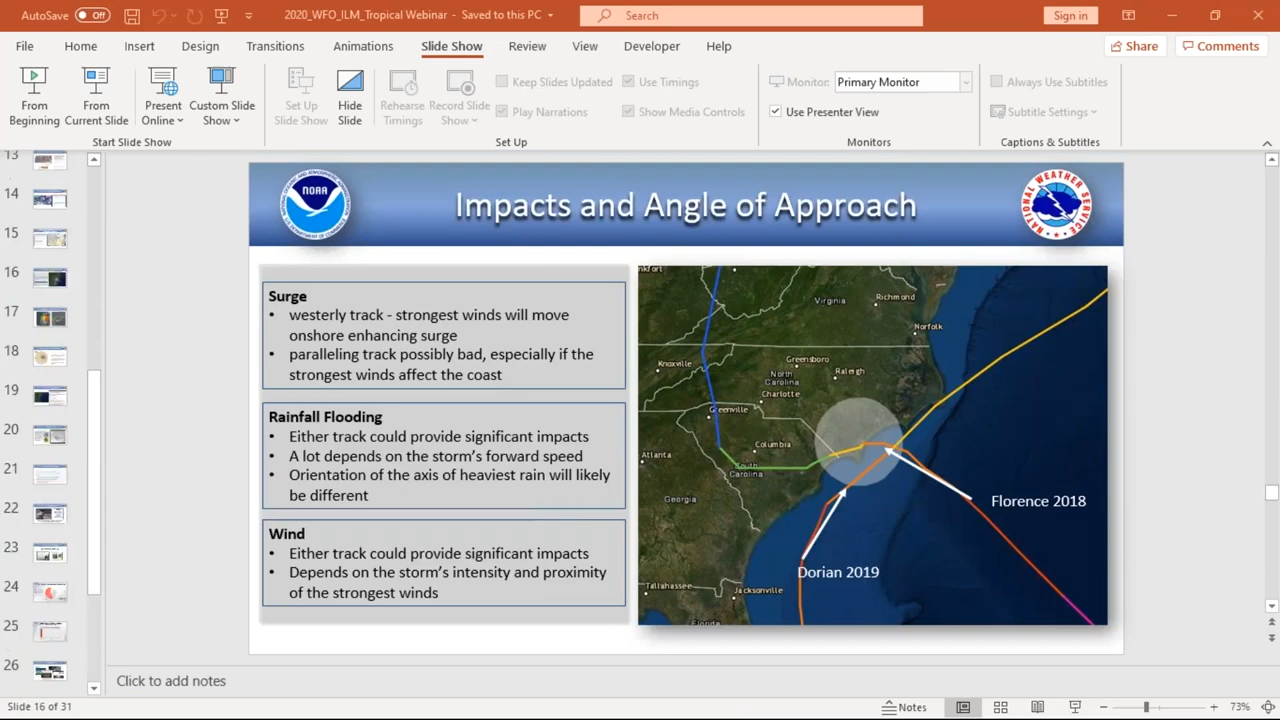 AutoSave Off 2020_WFO_ILM_Tropical Webinar - Saved to this PC Search Sign in
File Home Insert Design Transitions Animations Slide Show Review View Developer Help Share Comments
From Beginning
From Current Slide
Present Online
Custom Slide Show
Set Up Slide Show
Hide Slide
Rehearse Timings
Record Slide Show
Keep Slides Updated
Play Narrations
Use Timings
Show Media Controls
Monitor: Primary Monitor
Use Presenter View
Always Use Subtitles
Subtitle Settings
Start Slide Show Set Up Monitors Captions & Subtitles
13
14
15
16
17
18
19
20
21
22
23
24
25
26
NOAA
Impacts and Angle of Approach
NATIONAL WEATHER SERVICE
Surge
• westerly track - strongest winds will move
onshore enhancing surge
• paralleling track possibly bad, especially if the
strongest winds affect the coast
Rainfall Flooding
• Either track could provide significant impacts
• A lot depends on the storm's forward speed
• Orientation of the axis of heaviest rain will likely
be different
Wind
• Either track could provide significant impacts
• Depends on the storm's intensity and proximity
of the strongest winds
nkfort
Virginia
Richmond
Norfolk
Knoxville
Greensboro
North
Carolina
Raleigh
Charlotte
Greenville
Columbia
Atlanta
South
Carolina
Georgia
Florence 2018
Dorian 2019
Tallahassee
Jacksonville
Florida
Click to add notes
Slide 16 of 31 Notes 73%